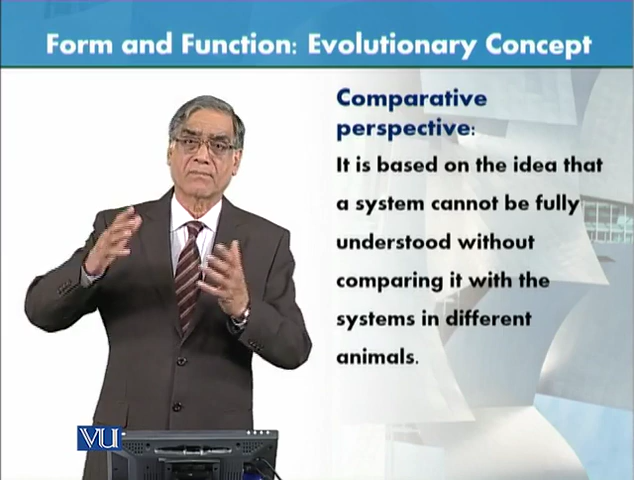 Form and Function: Evolutionary Concept
Comparative
perspective:
It is based on the idea that
a system cannot be fully
understood without
comparing it with the
systems in different
animals.
VU